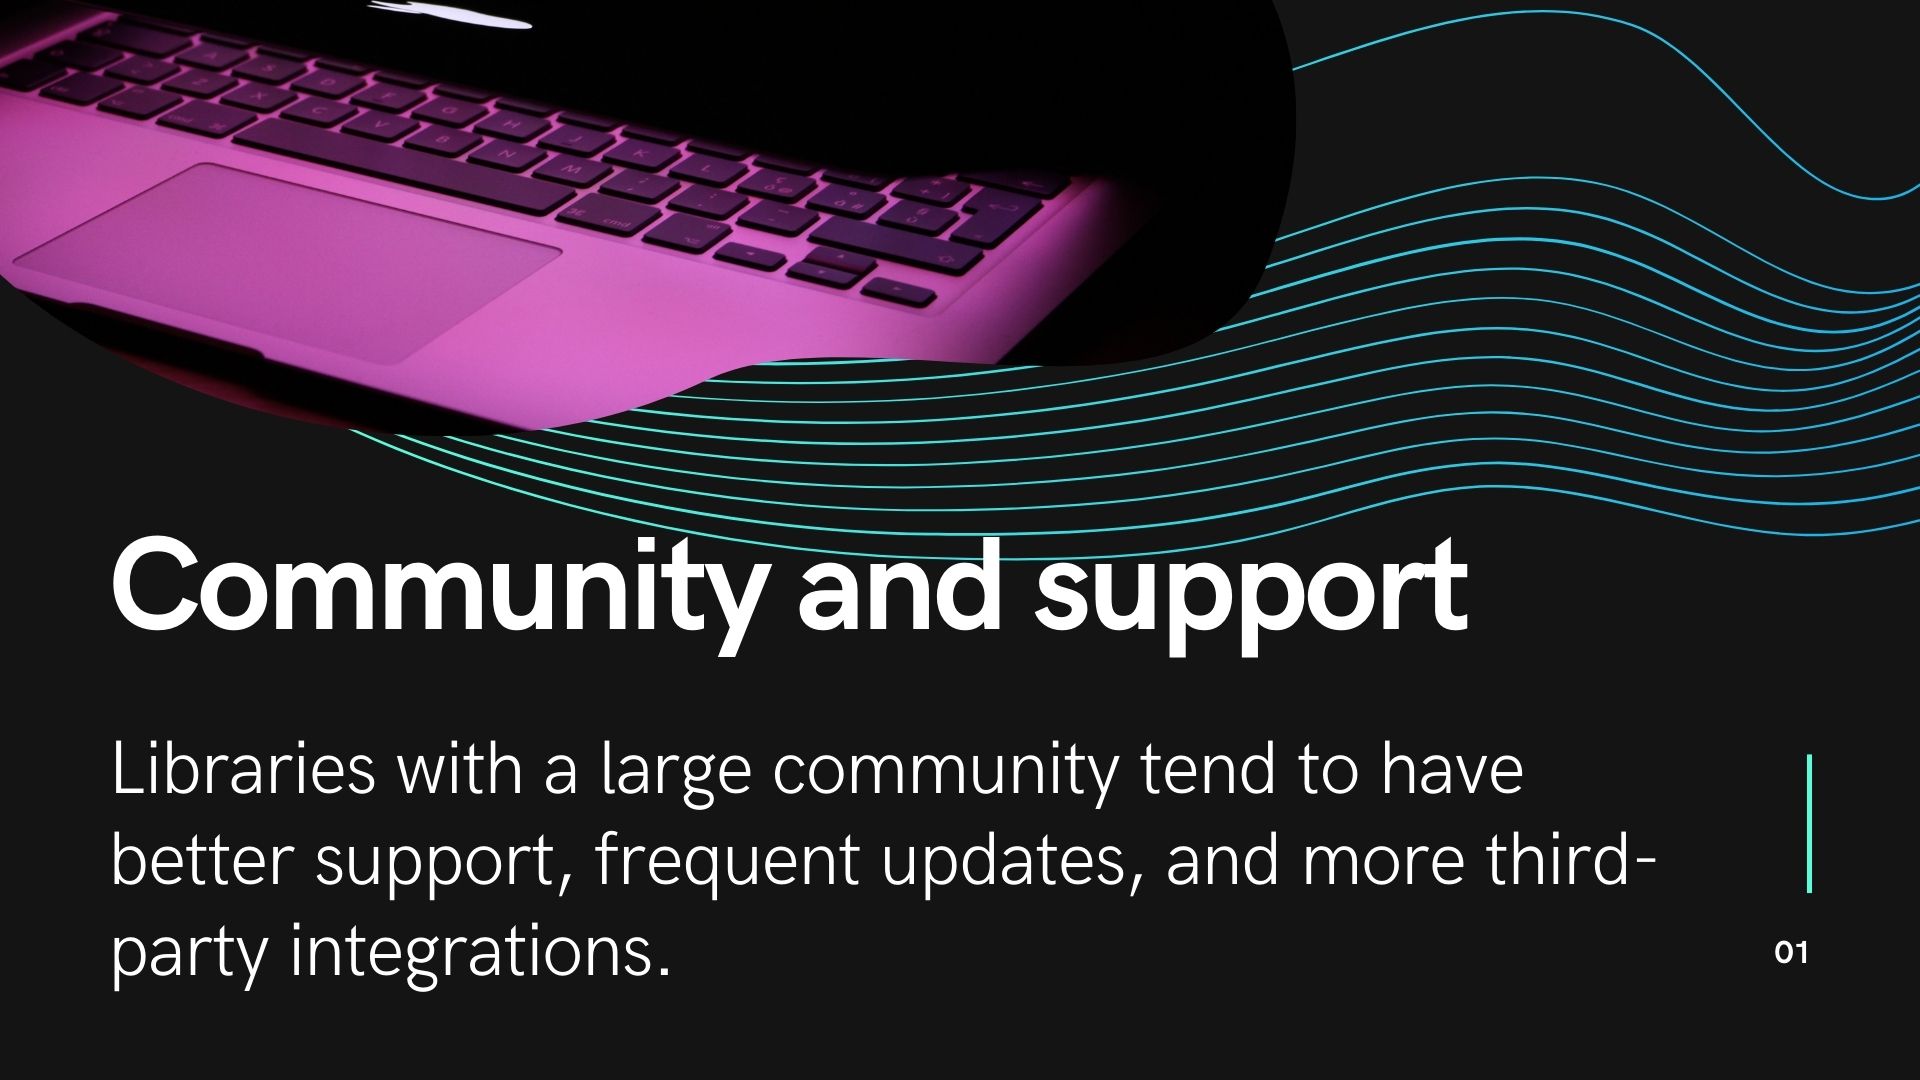 Community and support
Libraries with a large community tend to have
better support, frequent updates, and more third-
party integrations.
01